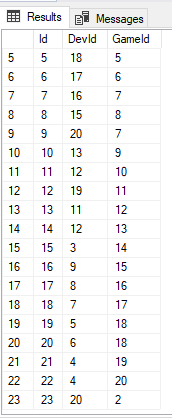 Results Messages
Id DevId GameId
5 5 18 5
6 6 17 6
7 7 16 7
8 8 15 8
9 9 20 7
10 10 13 9
11 11 12 10
12 12 19 11
13 13 11 12
14 14 12 13
15 15 3 14
16 16 9 15
17 17 8 16
18 18 7 17
19 19 5 18
20 20 6 18
21 21 4 19
22 22 4 20
23 23 20 2